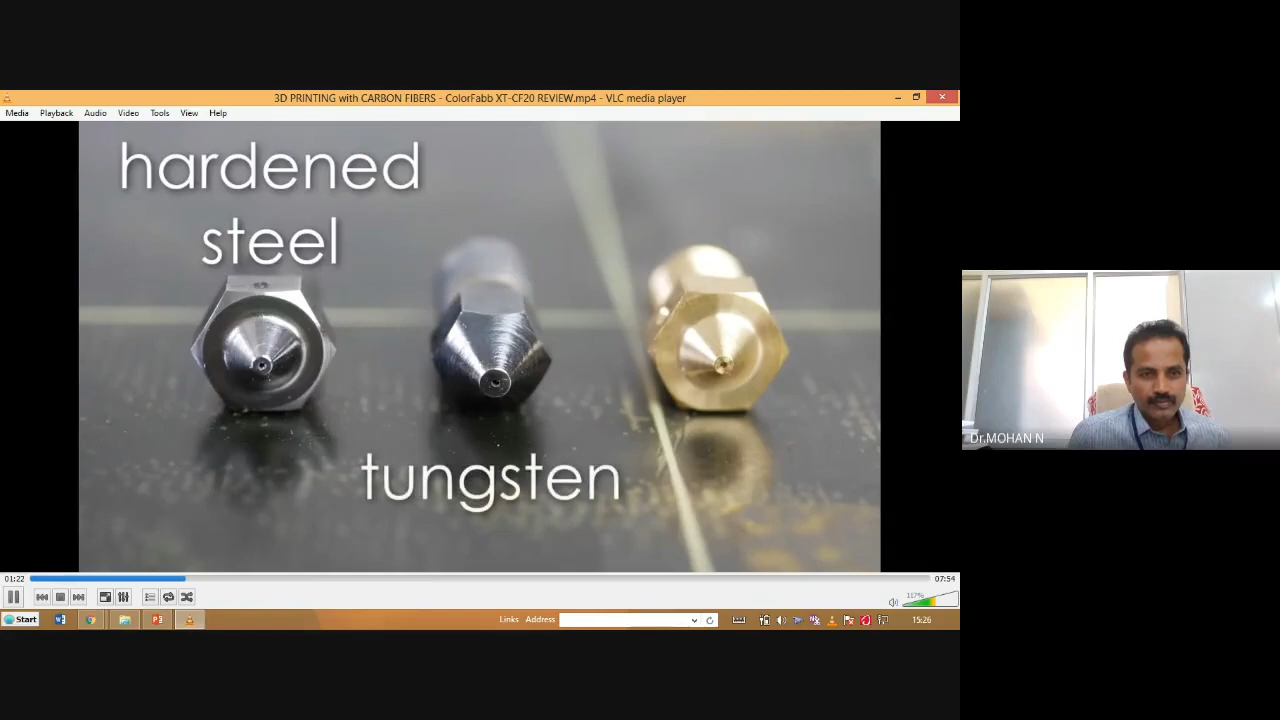 3D PRINTING with CARBON FIBERS - ColorFabb XT-CF20 REVIEW.mp4 - VLC media player
Media Playback Audio Video Tools View Help
hardened
steel
tungsten
Dr.MOHAN N
01:22
07:54
117%
Start
Links Address
15:26